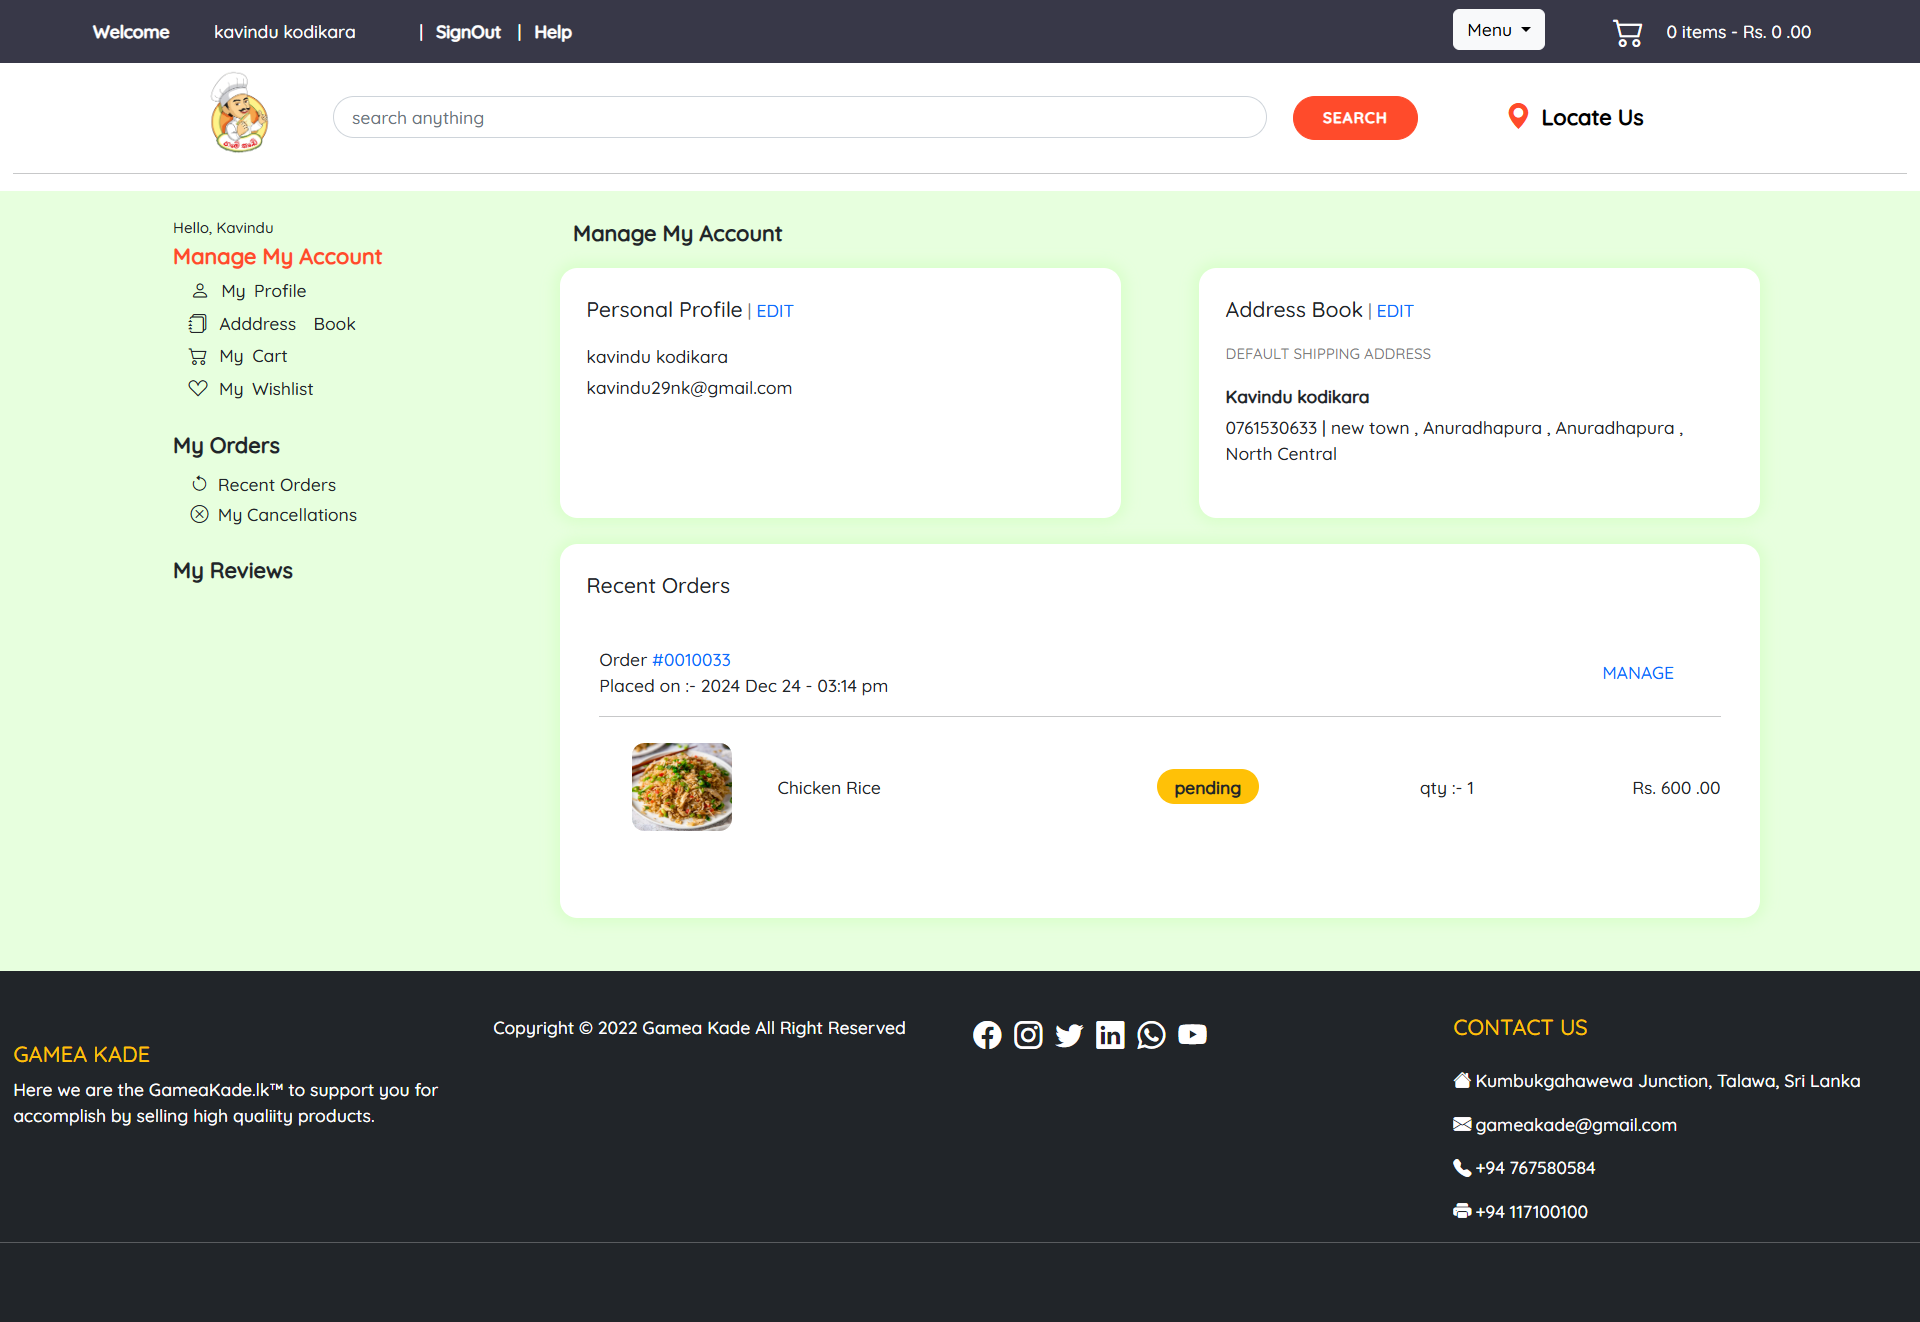 Welcome kavindu kodikara | SignOut | Help Menu 0 items - Rs. 0 .00
search anything SEARCH Locate Us
Hello, Kavindu
Manage My Account
My Profile
Adddress Book
My Cart
My Wishlist
My Orders
Recent Orders
My Cancellations
My Reviews
Manage My Account
Personal Profile | EDIT
kavindu kodikara
kavindu29nk@gmail.com
Address Book | EDIT
DEFAULT SHIPPING ADDRESS
Kavindu kodikara
0761530633 | new town , Anuradhapura , Anuradhapura ,
North Central
Recent Orders
Order #0010033
Placed on :- 2024 Dec 24 - 03:14 pm
MANAGE
Chicken Rice pending qty :- 1 Rs. 600 .00
GAMEA KADE
Here we are the GameaKade.lk™ to support you for
accomplish by selling high qualiity products.
Copyright © 2022 Gamea Kade All Right Reserved
CONTACT US
Kumbukgahawewa Junction, Talawa, Sri Lanka
gameakade@gmail.com
+94 767580584
+94 117100100